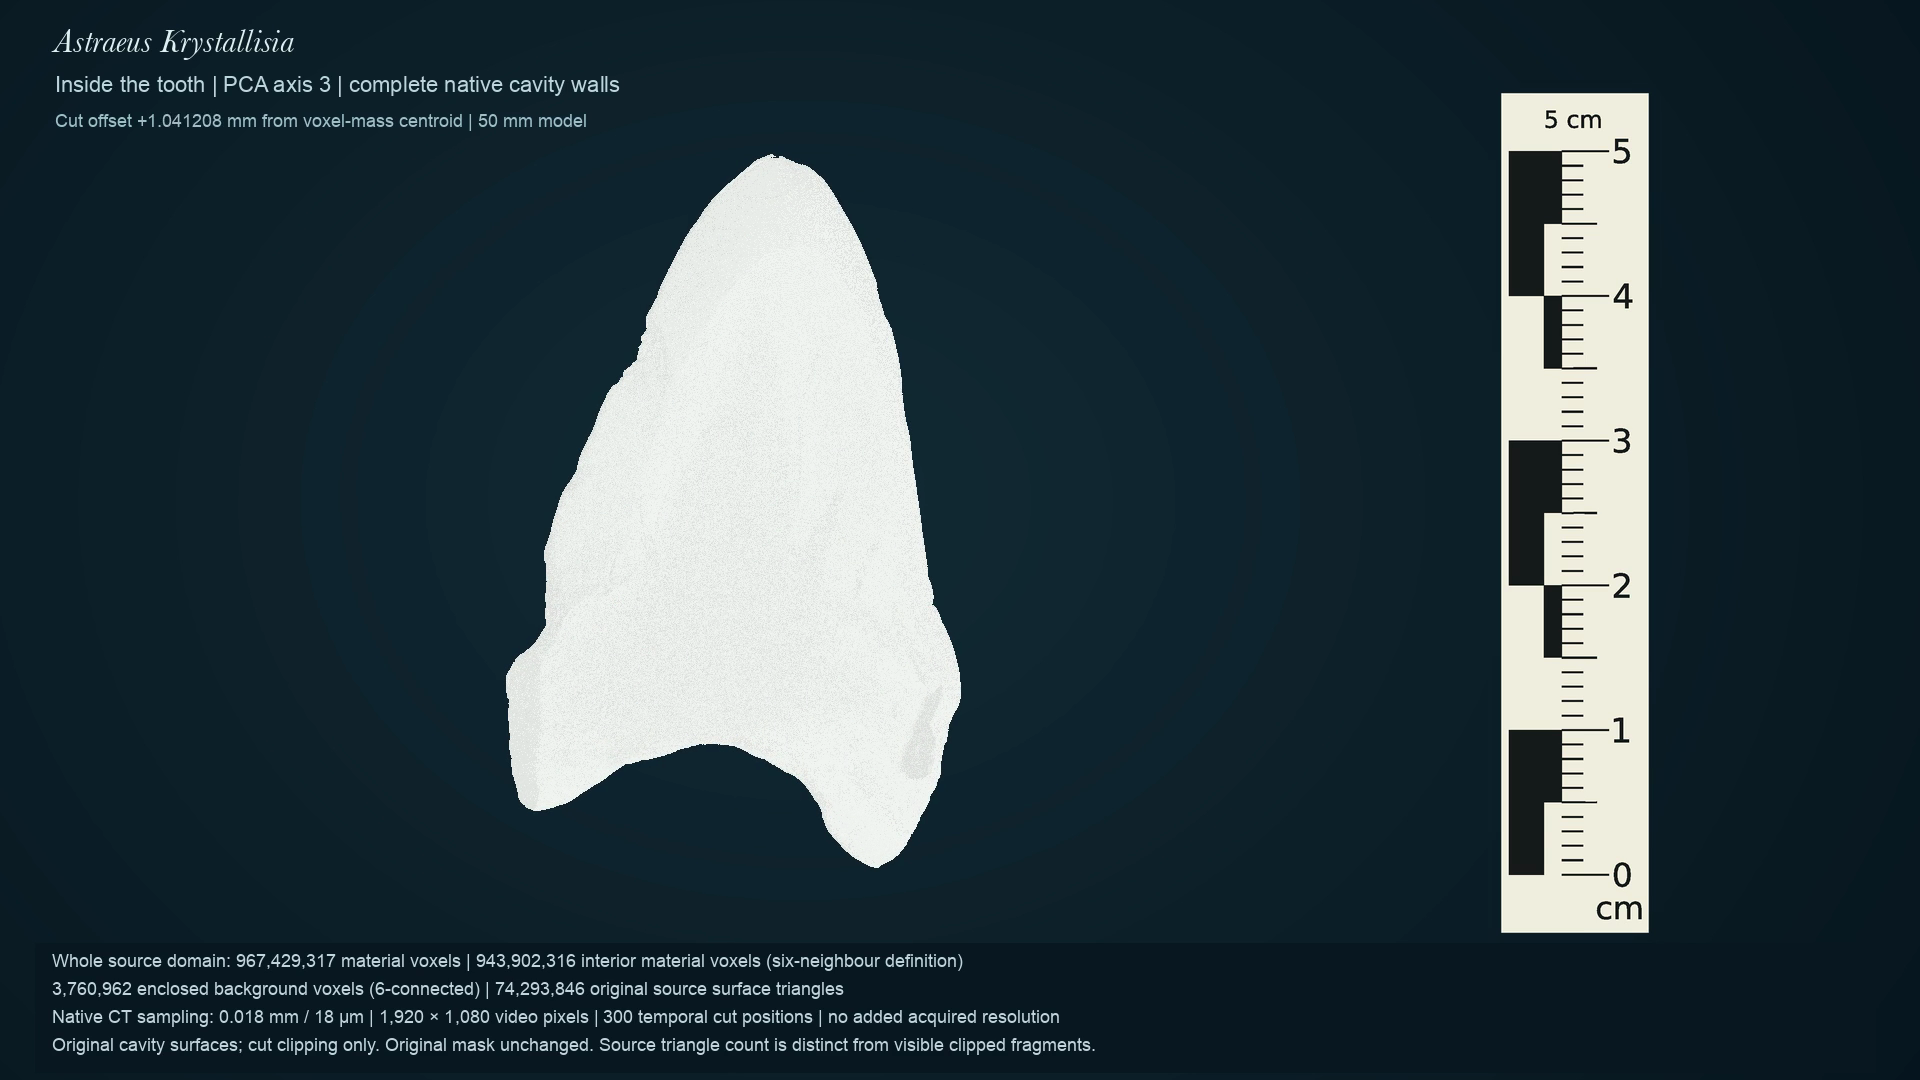 Astraeus Krystallisia
Inside the tooth | PCA axis 3 | complete native cavity walls
Cut offset +1.041208 mm from voxel-mass centroid | 50 mm model
5 cm
5
4
3
2
1
0
cm
Whole source domain: 967,429,317 material voxels | 943,902,316 interior material voxels (six-neighbour definition)
3,760,962 enclosed background voxels (6-connected) | 74,293,846 original source surface triangles
Native CT sampling: 0.018 mm / 18 µm | 1,920 × 1,080 video pixels | 300 temporal cut positions | no added acquired resolution
Original cavity surfaces; cut clipping only. Original mask unchanged. Source triangle count is distinct from visible clipped fragments.